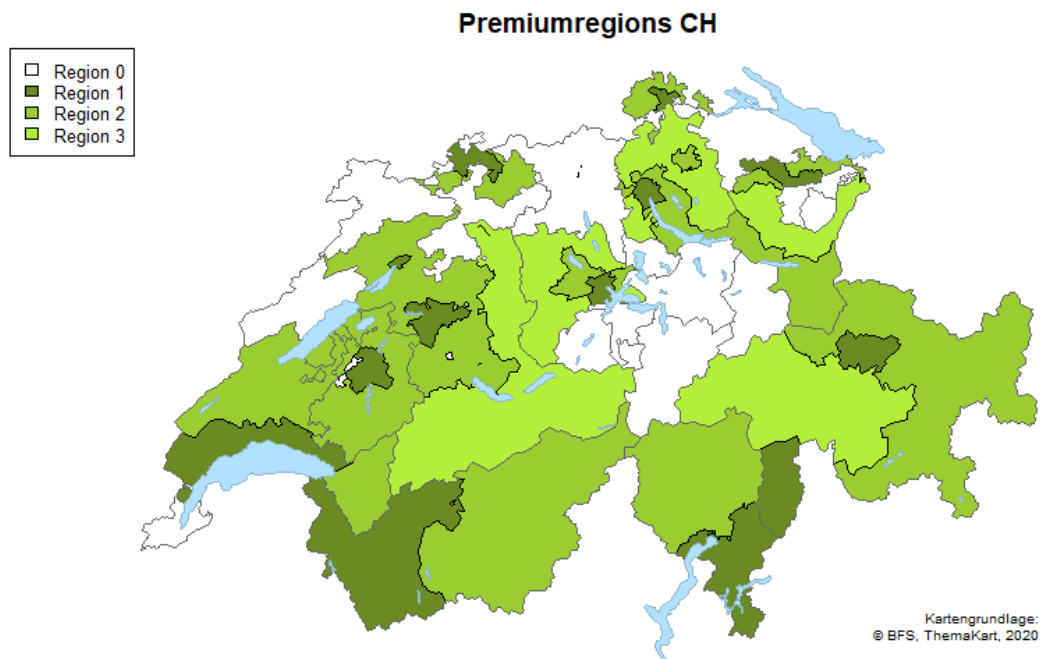 Premiumregions CH
Region 0
Region 1
Region 2
Region 3
Kartengrundlage:
© BFS, ThemaKart, 2020